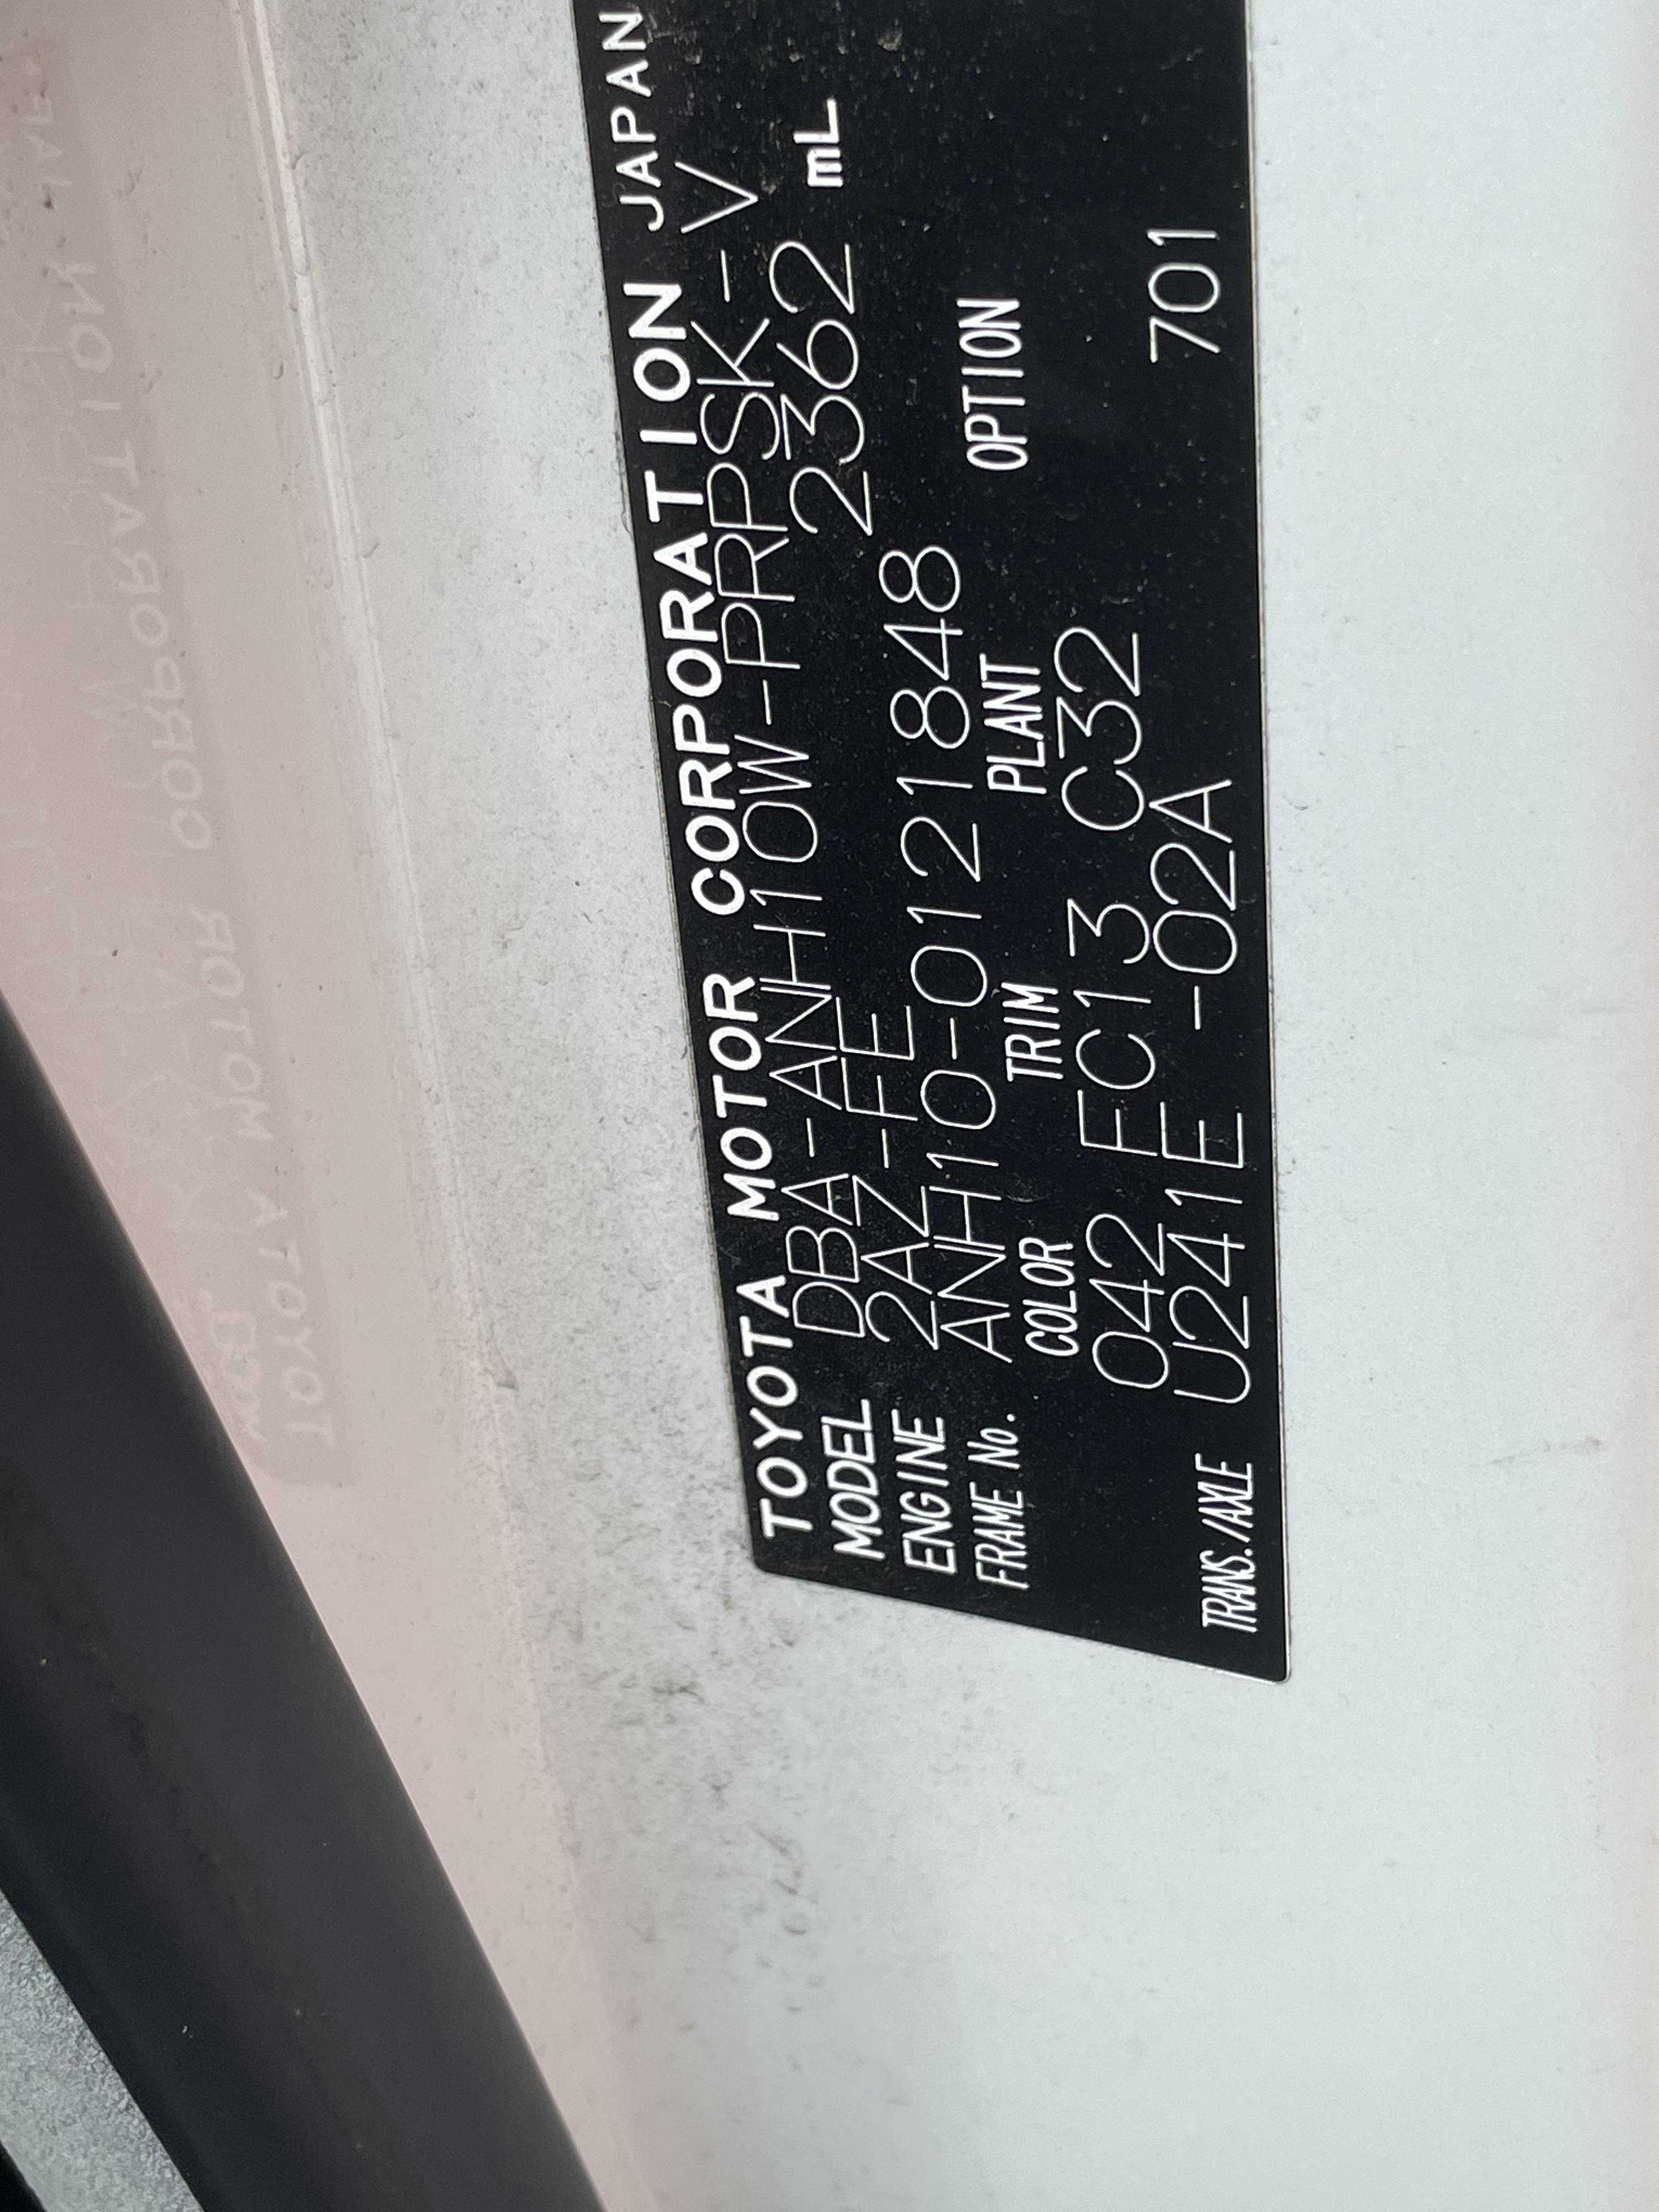 TOYOTA MOTOR CORPORATION JAPAN
MODEL DBA-ANH10W-PRPSK-V
ENGINE 2AZ-FE 2362 mL
FRAME No. ANH10-0121848
COLOR TRIM PLANT OPTION
042 FC13 C32
TRANS./AXLE U241E -02A 701